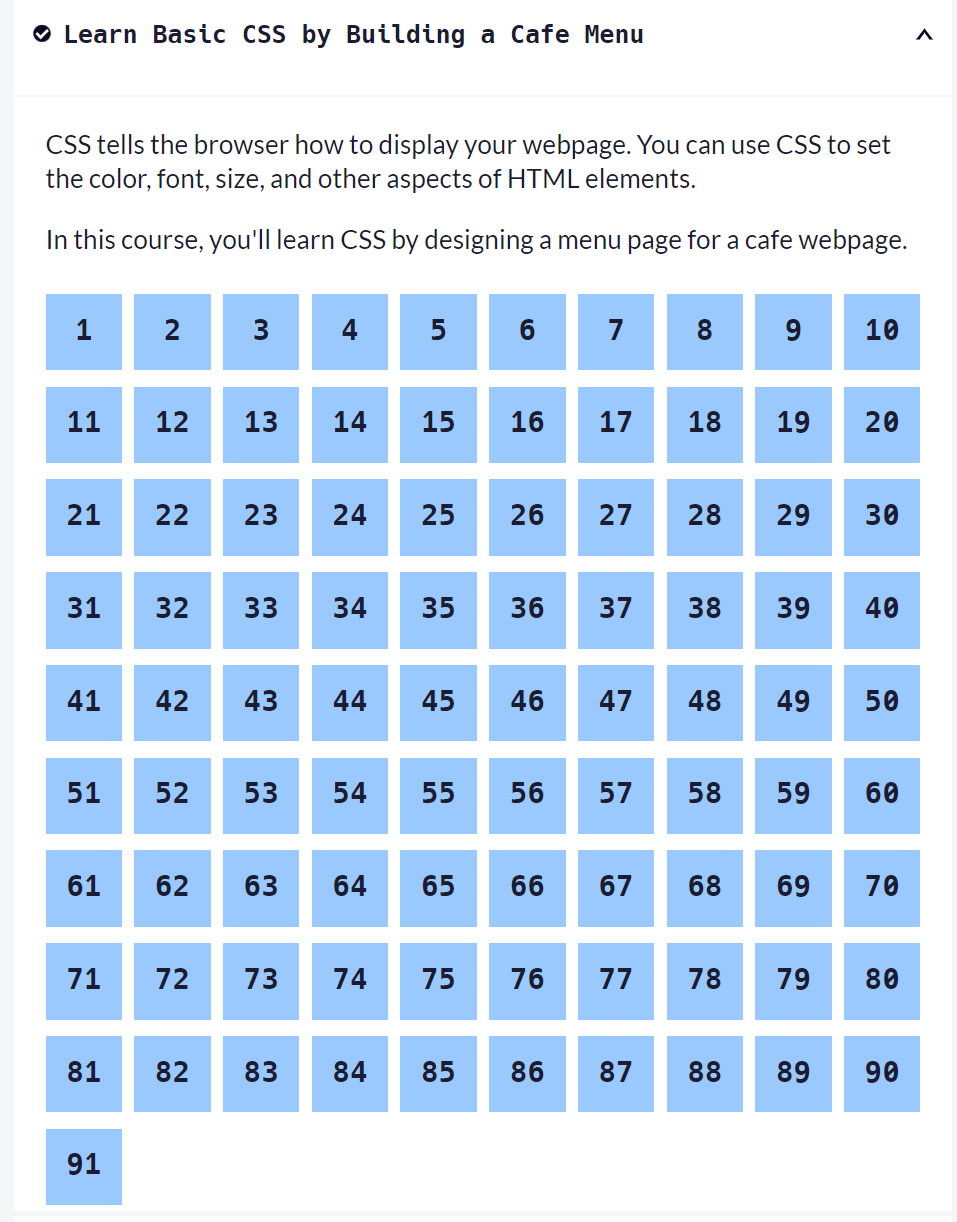 Learn Basic CSS by Building a Cafe Menu
CSS tells the browser how to display your webpage. You can use CSS to set
the color, font, size, and other aspects of HTML elements.
In this course, you'll learn CSS by designing a menu page for a cafe webpage.
1 2 3 4 5 6 7 8 9 10
11 12 13 14 15 16 17 18 19 20
21 22 23 24 25 26 27 28 29 30
31 32 33 34 35 36 37 38 39 40
41 42 43 44 45 46 47 48 49 50
51 52 53 54 55 56 57 58 59 60
61 62 63 64 65 66 67 68 69 70
71 72 73 74 75 76 77 78 79 80
81 82 83 84 85 86 87 88 89 90
91